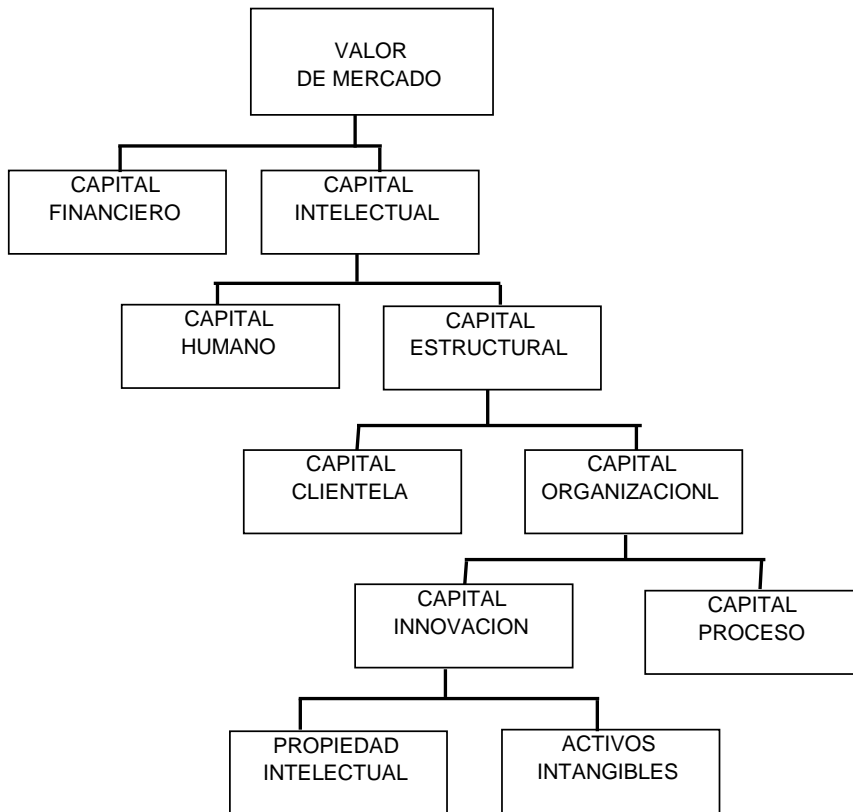 VALOR
DE MERCADO
CAPITAL
FINANCIERO
CAPITAL
INTELECTUAL
CAPITAL
HUMANO
CAPITAL
ESTRUCTURAL
CAPITAL
CLIENTELA
CAPITAL
ORGANIZACIONL
CAPITAL
INNOVACION
CAPITAL
PROCESO
PROPIEDAD
INTELECTUAL
ACTIVOS
INTANGIBLES